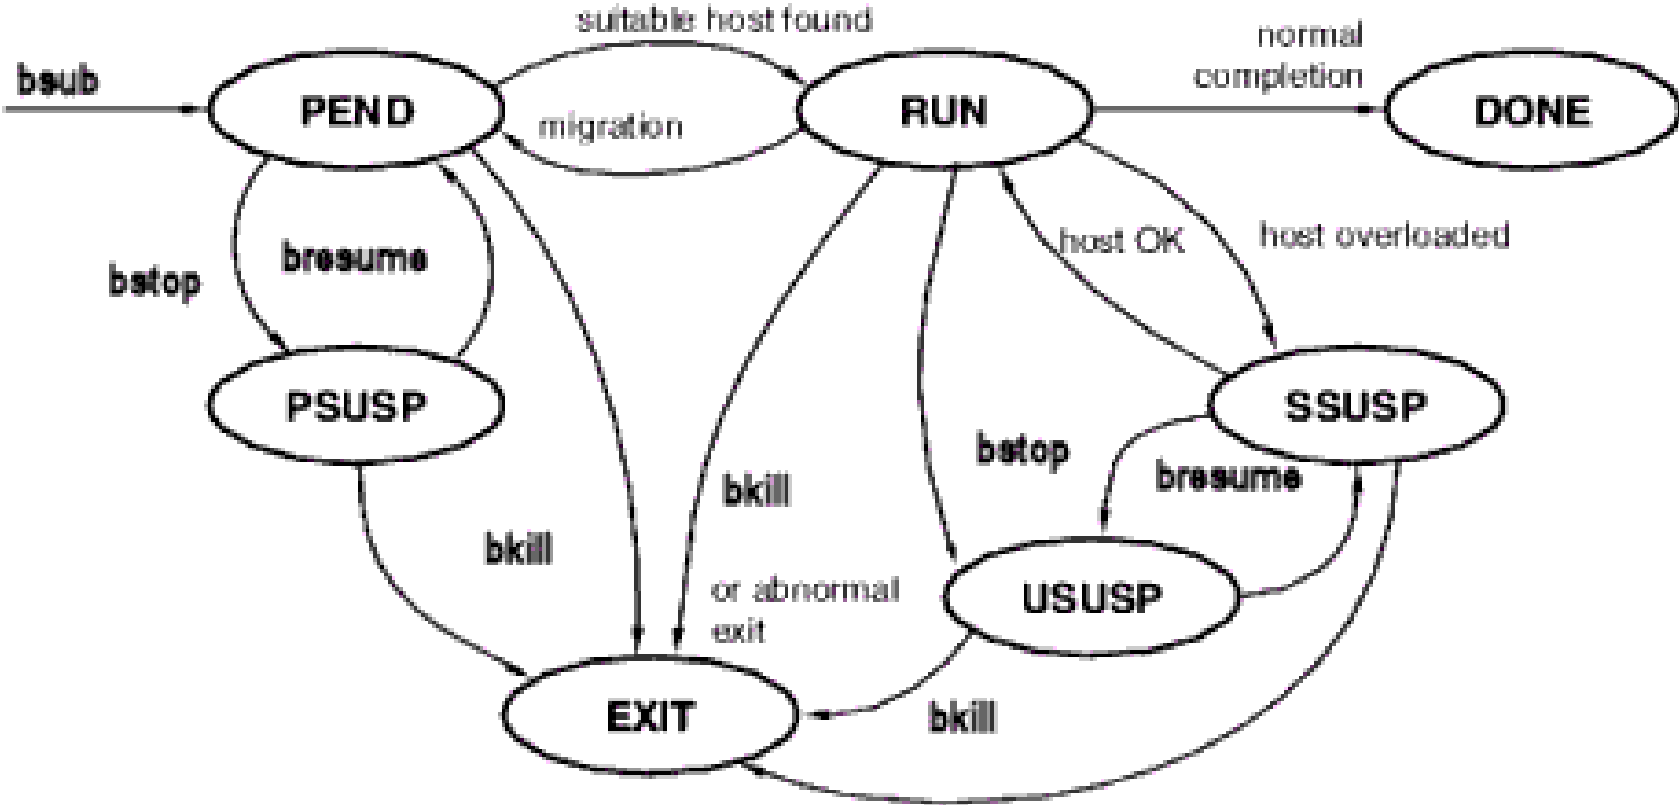 suitable host found
normal
completion
bsub
PEND
migration
RUN
DONE
bstop
bresume
host OK
host overloaded
PSUSP
SSUSP
bkill
bkill
bstop
bresume
or abnormal
exit
USUSP
EXIT
bkill